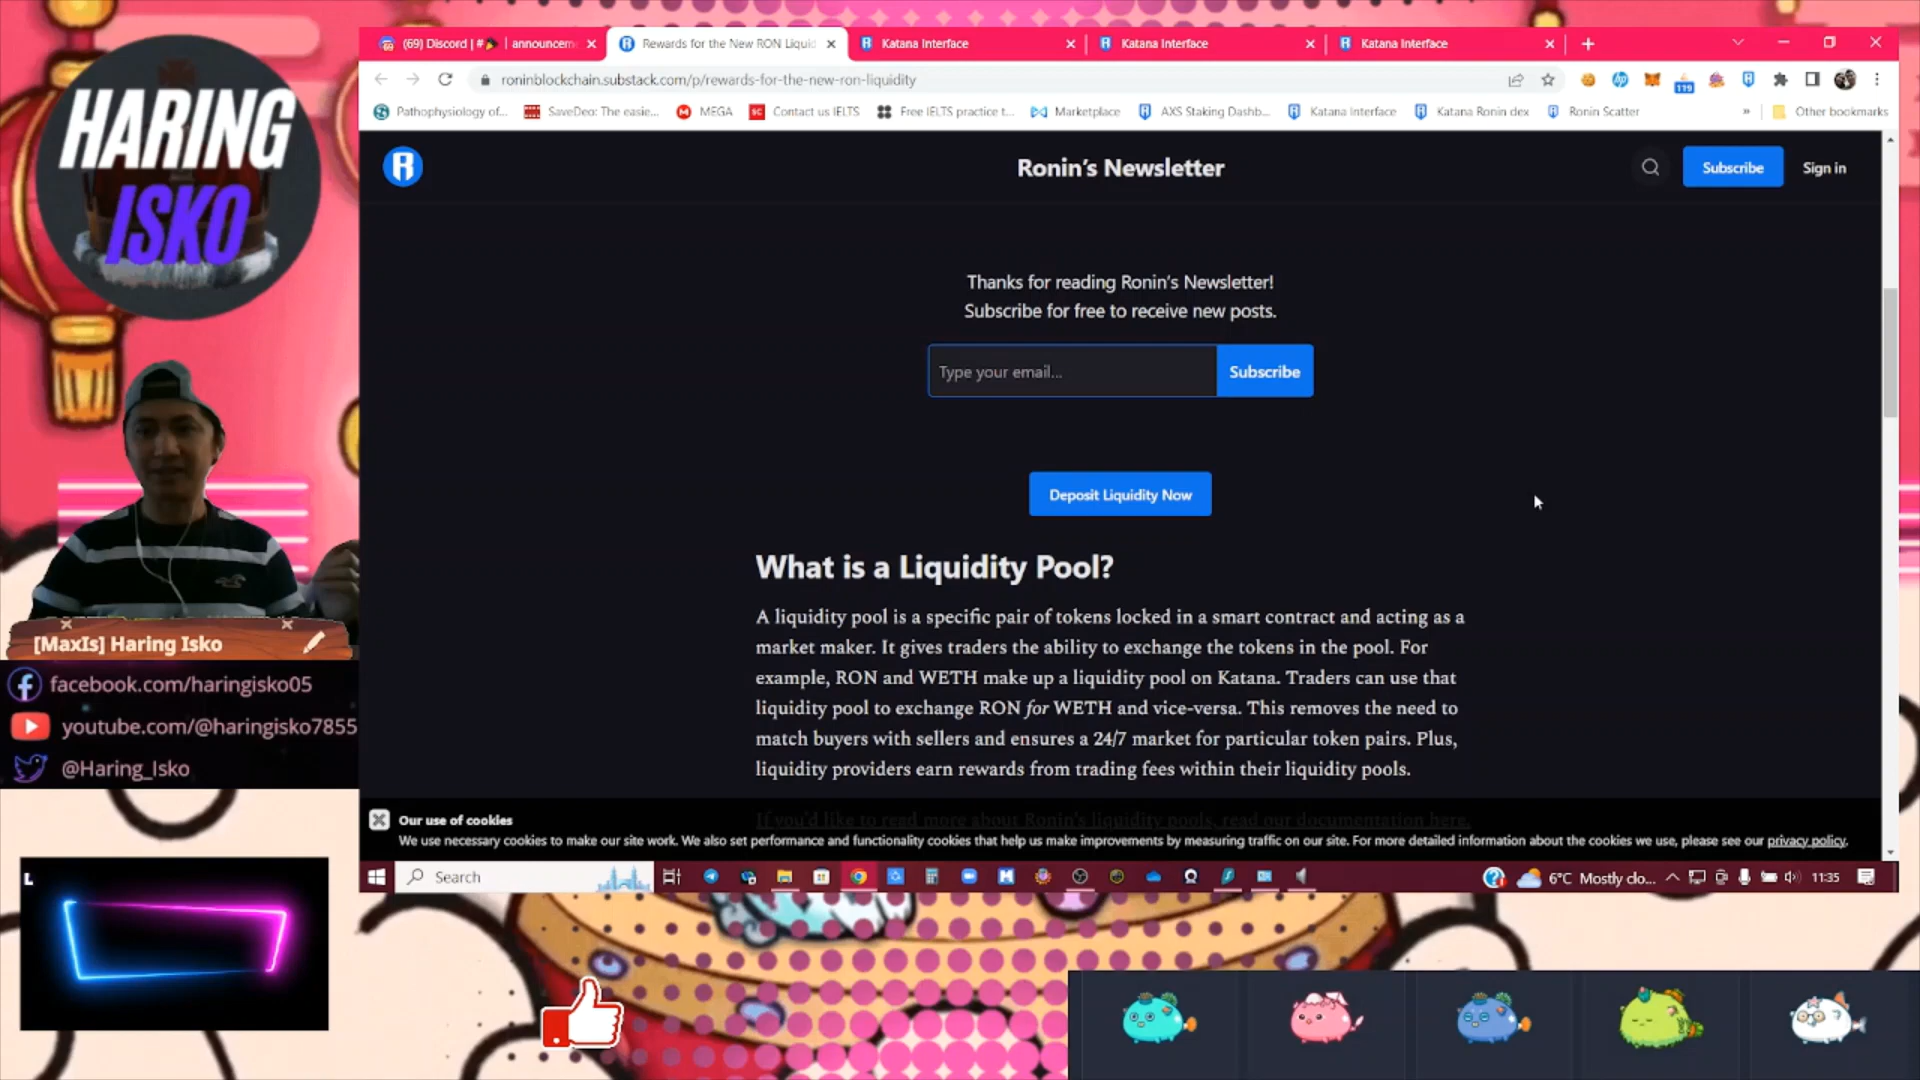 HARING
ISKO
[MaxIs] Haring Isko
facebook.com/haringisko05
youtube.com/@haringisko7855
@Haring_Isko
L
(69) Discord | # | announcem
Rewards for the New RON Liquid
Katana Interface
Katana Interface
Katana Interface
roninblockchain.substack.com/p/rewards-for-the-new-ron-liquidity
119
Pathophysiology of...
SaveDeo: The easie...
MEGA
Contact us IELTS
Free IELTS practice t...
Marketplace
AXS Staking Dashb...
Katana Interface
Katana Ronin dex
Ronin Scatter
»
Other bookmarks
Ronin's Newsletter
Subscribe
Sign in
Thanks for reading Ronin's Newsletter!
Subscribe for free to receive new posts.
Type your email...
Subscribe
Deposit Liquidity Now
What is a Liquidity Pool?
A liquidity pool is a specific pair of tokens locked in a smart contract and acting as a
market maker. It gives traders the ability to exchange the tokens in the pool. For
example, RON and WETH make up a liquidity pool on Katana. Traders can use that
liquidity pool to exchange RON for WETH and vice-versa. This removes the need to
match buyers with sellers and ensures a 24/7 market for particular token pairs. Plus,
liquidity providers earn rewards from trading fees within their liquidity pools.
If you'd like to read more about Ronin's liquidity pools, read our documentation here.
Our use of cookies
We use necessary cookies to make our site work. We also set performance and functionality cookies that help us make improvements by measuring traffic on our site. For more detailed information about the cookies we use, please see our privacy policy.
Search
6°C Mostly clo...
11:35